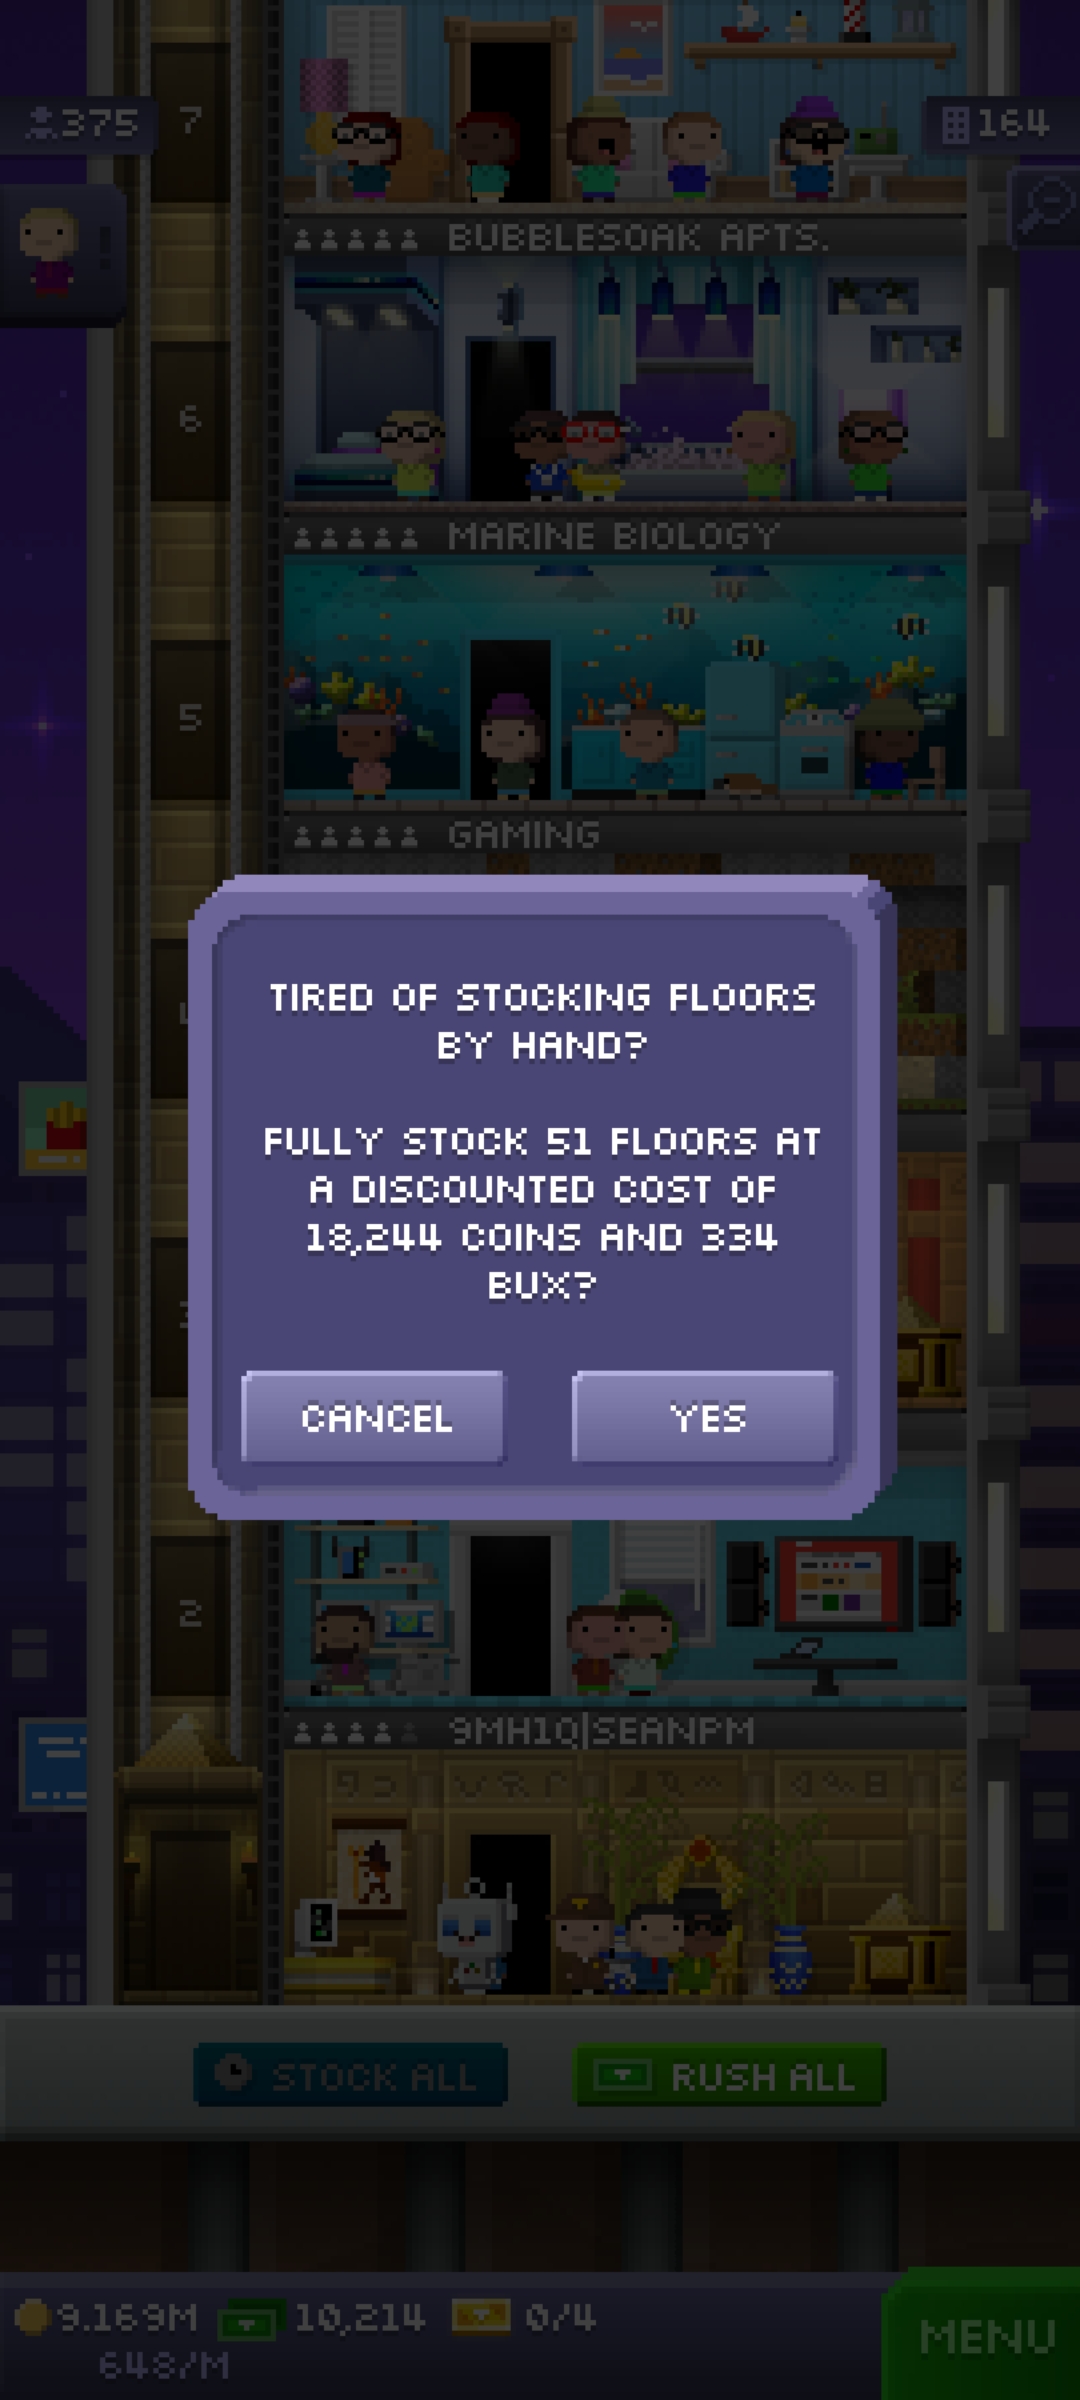 7
375
164
BUBBLESOAK APTS.
6
MARINE BIOLOGY
5
GAMING
TIRED OF STOCKING FLOORS
BY HAND?
FULLY STOCK 51 FLOORS AT
A DISCOUNTED COST OF
18,244 COINS AND 334
BUX?
CANCEL
YES
2
9MH1Q|SEANPM
STOCK ALL
RUSH ALL
9.169M
10,214
0/4
648/M
MENU